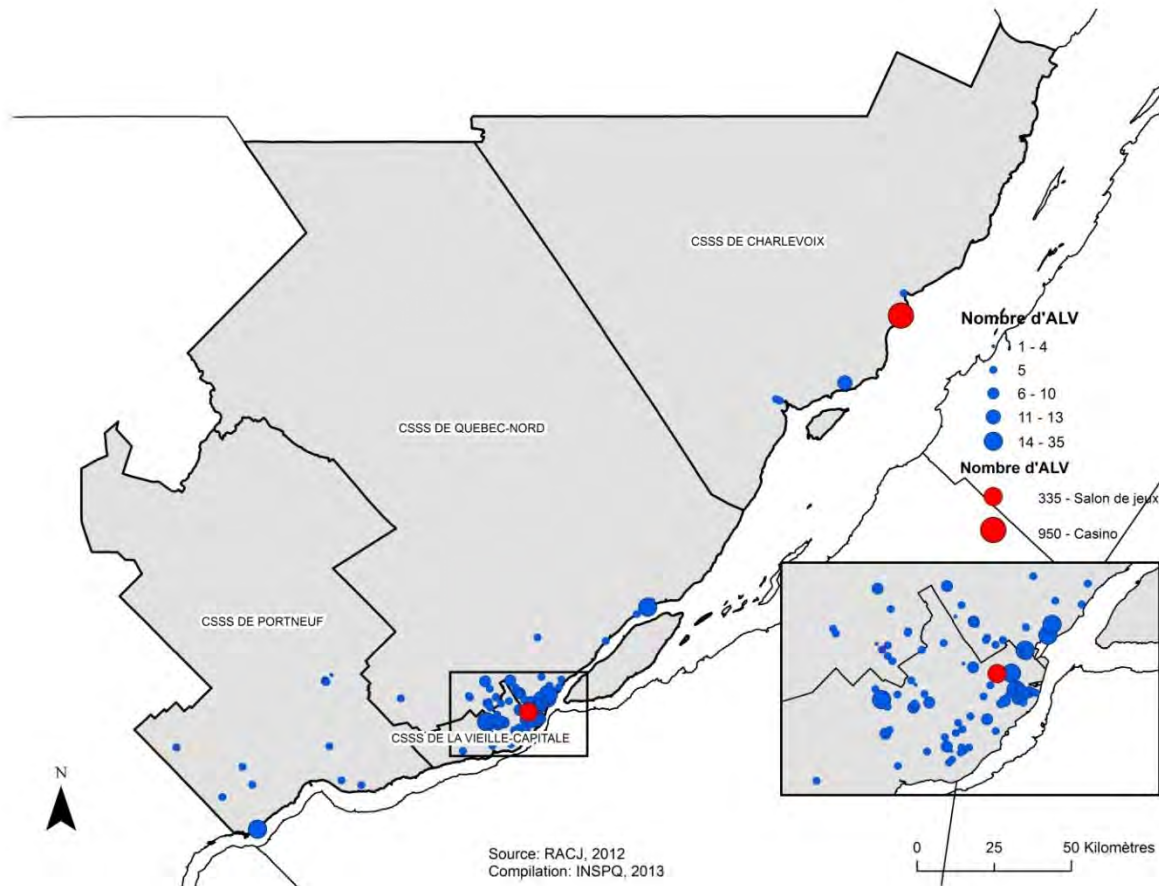 CSSS DE CHARLEVOIX
Nombre d'ALV
1 - 4
5
6 - 10
11 - 13
14 - 35
Nombre d'ALV
335 - Salon de jeux
950 - Casino
CSSS DE QUEBEC-NORD
CSSS DE PORTNEUF
CSSS DE LA VIEILLE-CAPITALE
N
Source: RACJ, 2012
Compilation: INSPQ, 2013
0 25 50 Kilomètres